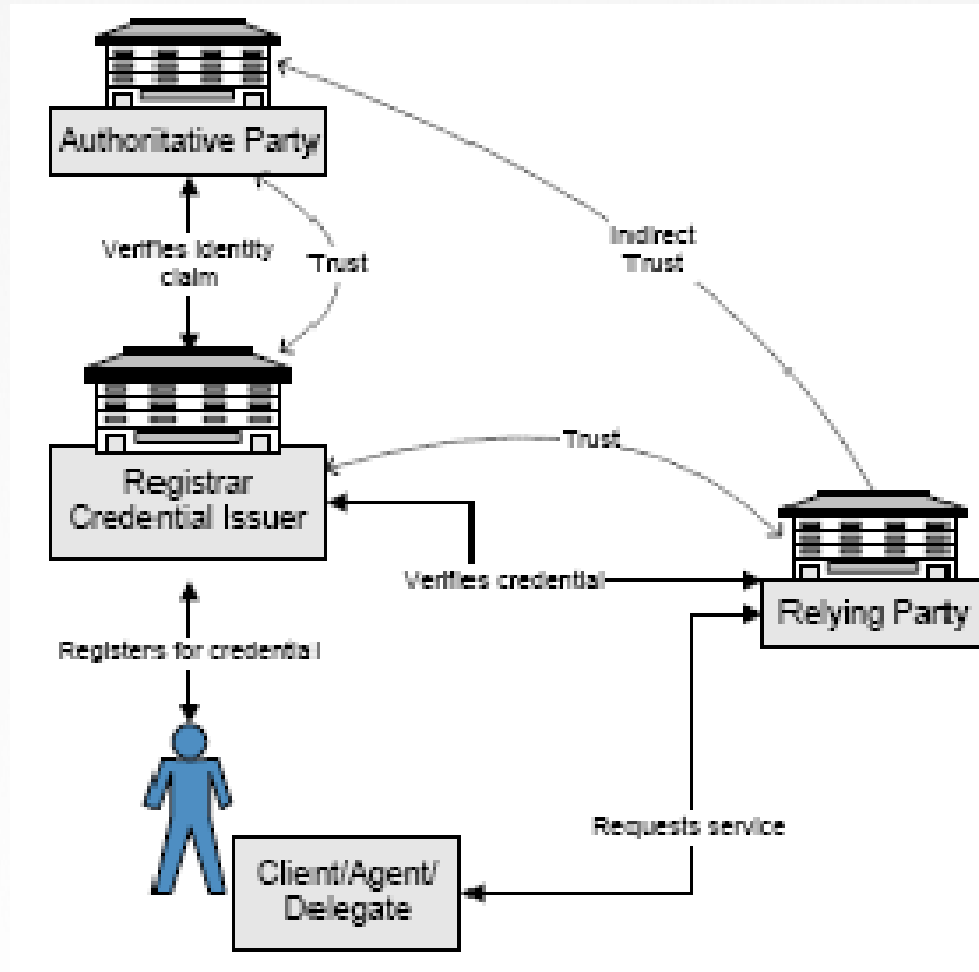 Authoritative Party
Verifies identity
claim
Trust
Indirect
Trust
Registrar
Credential Issuer
Trust
Verifies credential
Relying Party
Registers for credential
Requests service
Client/Agent/
Delegate